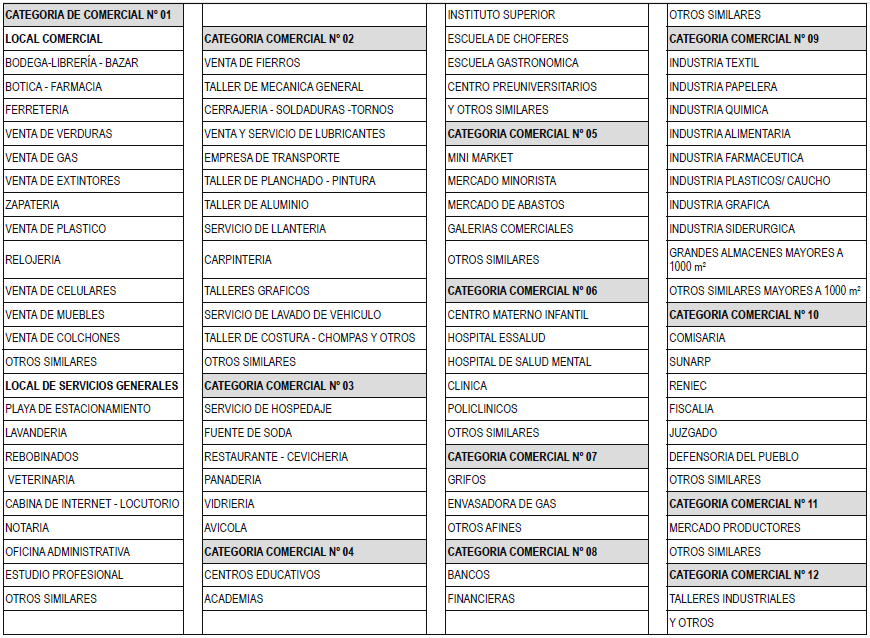 CATEGORIA DE COMERCIAL Nº 01
LOCAL COMERCIAL
BODEGA-LIBRERÍA - BAZAR
BOTICA - FARMACIA
FERRETERIA
VENTA DE VERDURAS
VENTA DE GAS
VENTA DE EXTINTORES
ZAPATERIA
VENTA DE PLASTICO
RELOJERIA
VENTA DE CELULARES
VENTA DE MUEBLES
VENTA DE COLCHONES
OTROS SIMILARES
LOCAL DE SERVICIOS GENERALES
PLAYA DE ESTACIONAMIENTO
LAVANDERIA
REBOBINADOS
VETERINARIA
CABINA DE INTERNET - LOCUTORIO
NOTARIA
OFICINA ADMINISTRATIVA
ESTUDIO PROFESIONAL
OTROS SIMILARES
CATEGORIA COMERCIAL Nº 02
VENTA DE FIERROS
TALLER DE MECANICA GENERAL
CERRAJERIA - SOLDADURAS -TORNOS
VENTA Y SERVICIO DE LUBRICANTES
EMPRESA DE TRANSPORTE
TALLER DE PLANCHADO - PINTURA
TALLER DE ALUMINIO
SERVICIO DE LLANTERIA
CARPINTERIA
TALLERES GRAFICOS
SERVICIO DE LAVADO DE VEHICULO
TALLER DE COSTURA - CHOMPAS Y OTROS
OTROS SIMILARES
CATEGORIA COMERCIAL Nº 03
SERVICIO DE HOSPEDAJE
FUENTE DE SODA
RESTAURANTE - CEVICHERIA
PANADERIA
VIDRIERIA
AVICOLA
CATEGORIA COMERCIAL Nº 04
CENTROS EDUCATIVOS
ACADEMIAS
INSTITUTO SUPERIOR
ESCUELA DE CHOFERES
ESCUELA GASTRONOMICA
CENTRO PREUNIVERSITARIOS
Y OTROS SIMILARES
CATEGORIA COMERCIAL Nº 05
MINI MARKET
MERCADO MINORISTA
MERCADO DE ABASTOS
GALERIAS COMERCIALES
OTROS SIMILARES
CATEGORIA COMERCIAL Nº 06
CENTRO MATERNO INFANTIL
HOSPITAL ESSALUD
HOSPITAL DE SALUD MENTAL
CLINICA
POLICLINICOS
OTROS SIMILARES
CATEGORIA COMERCIAL Nº 07
GRIFOS
ENVASADORA DE GAS
OTROS AFINES
CATEGORIA COMERCIAL Nº 08
BANCOS
FINANCIERAS
OTROS SIMILARES
CATEGORIA COMERCIAL Nº 09
INDUSTRIA TEXTIL
INDUSTRIA PAPELERA
INDUSTRIA QUIMICA
INDUSTRIA ALIMENTARIA
INDUSTRIA FARMACEUTICA
INDUSTRIA PLASTICOS/ CAUCHO
INDUSTRIA GRAFICA
INDUSTRIA SIDERURGICA
GRANDES ALMACENES MAYORES A
1000 m²
OTROS SIMILARES MAYORES A 1000 m²
CATEGORIA COMERCIAL Nº 10
COMISARIA
SUNARP
RENIEC
FISCALIA
JUZGADO
DEFENSORIA DEL PUEBLO
OTROS SIMILARES
CATEGORIA COMERCIAL Nº 11
MERCADO PRODUCTORES
OTROS SIMILARES
CATEGORIA COMERCIAL Nº 12
TALLERES INDUSTRIALES
Y OTROS